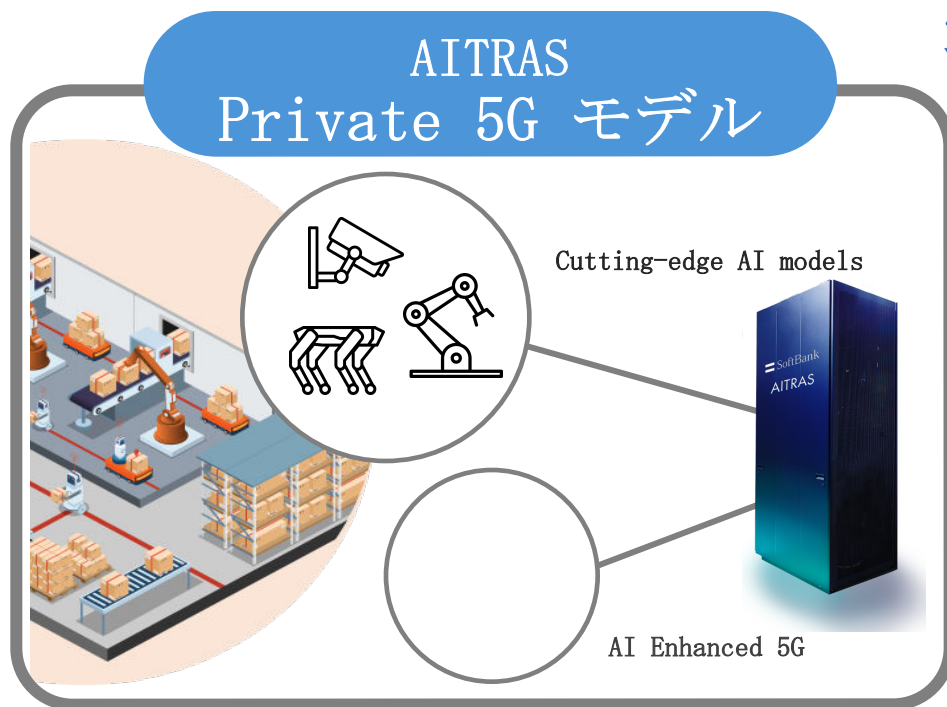 AITRAS
Private 5G モデル
Cutting-edge AI models
SoftBank
AITRAS
AI Enhanced 5G